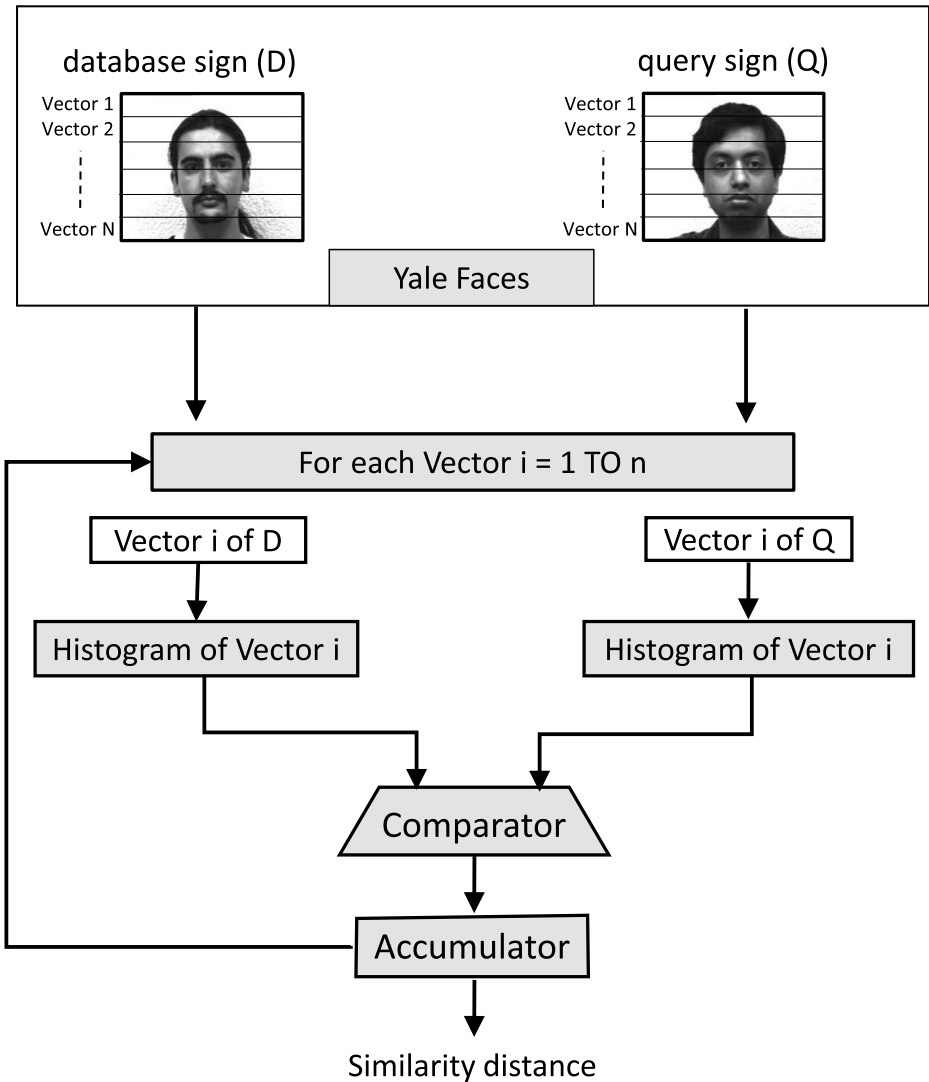 database sign (D)
query sign (Q)
Vector 1
Vector 2
Vector N
Vector 1
Vector 2
Vector N
Yale Faces
For each Vector i = 1 TO n
Vector i of D
Vector i of Q
Histogram of Vector i
Histogram of Vector i
Comparator
Accumulator
Similarity distance